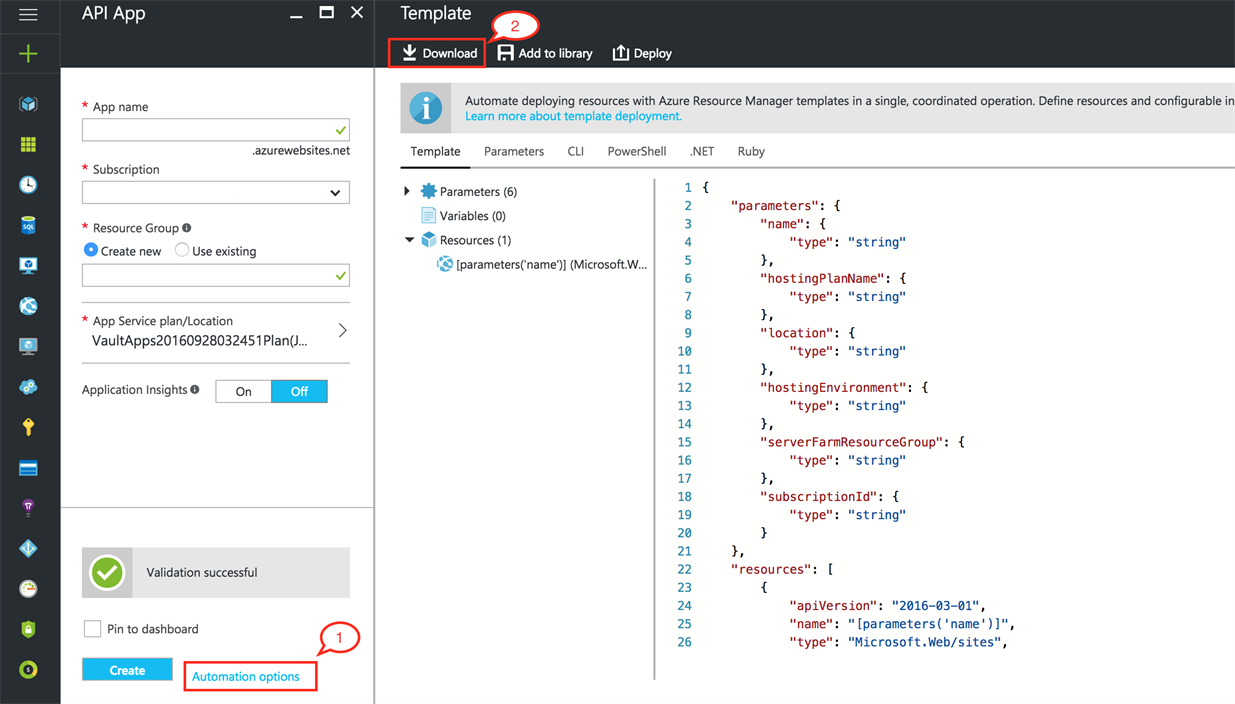 API App
* App name
.azurewebsites.net
* Subscription
* Resource Group
Create new Use existing
* App Service plan/Location
VaultApps20160928032451Plan(J...
Application Insights On Off
Validation successful
Pin to dashboard
1
Create Automation options
Template
2
Download Add to library Deploy
Automate deploying resources with Azure Resource Manager templates in a single, coordinated operation. Define resources and configurable in
Learn more about template deployment.
Template Parameters CLI PowerShell .NET Ruby
Parameters (6)
Variables (0)
Resources (1)
[parameters('name')] (Microsoft.W...
1 {
2 "parameters": {
3 "name": {
4 "type": "string"
5 },
6 "hostingPlanName": {
7 "type": "string"
8 },
9 "location": {
10 "type": "string"
11 },
12 "hostingEnvironment": {
13 "type": "string"
14 },
15 "serverFarmResourceGroup": {
16 "type": "string"
17 },
18 "subscriptionId": {
19 "type": "string"
20 }
21 },
22 "resources": [
23 {
24 "apiVersion": "2016-03-01",
25 "name": "[parameters('name')]",
26 "type": "Microsoft.Web/sites",
SQL